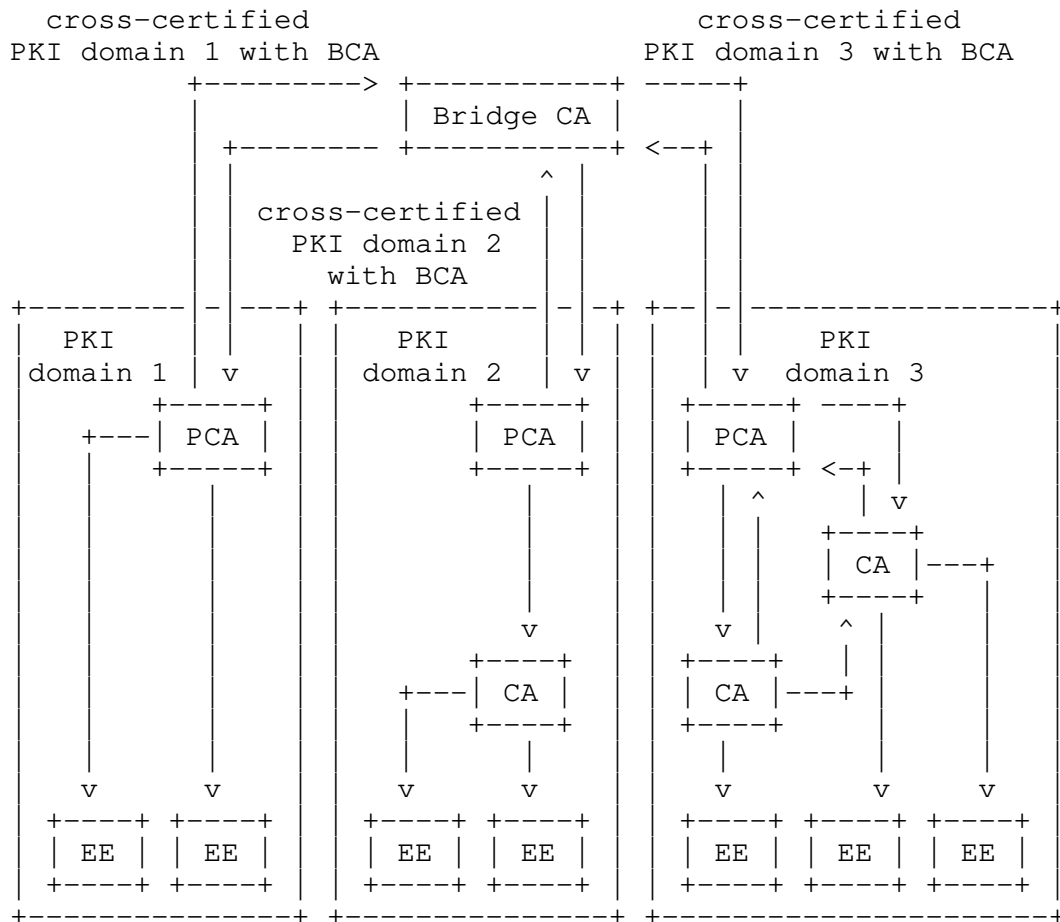 cross-certified cross-certified
PKI domain 1 with BCA PKI domain 3 with BCA
Bridge CA
cross-certified
PKI domain 2
with BCA
PKI PKI PKI
domain 1 v domain 2 v v domain 3
PCA PCA PCA
v
CA
v v
CA CA
v v v v v v v
EE EE EE EE EE EE EE